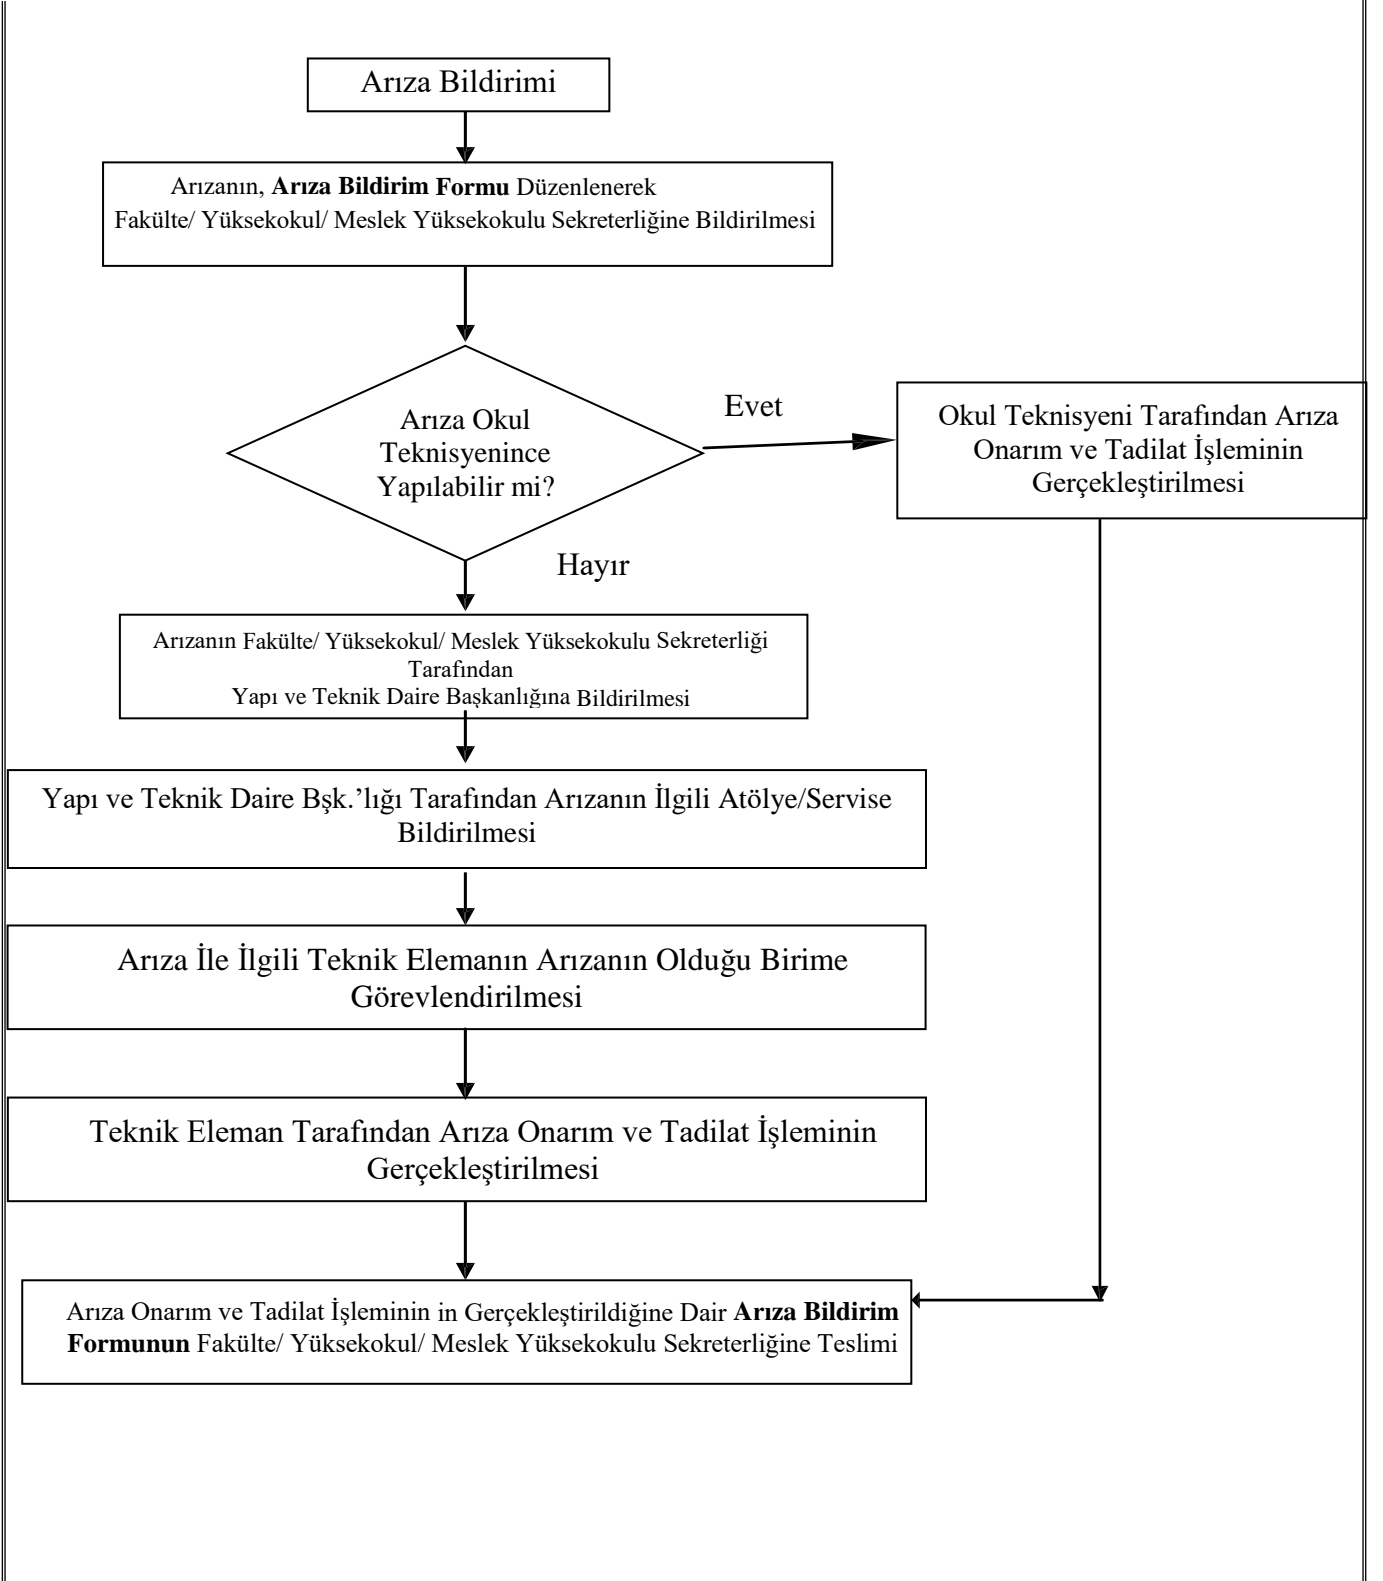 Arıza Bildirimi
Arızanın, Arıza Bildirim Formu Düzenlenerek
Fakülte/ Yüksekokul/ Meslek Yüksekokulu Sekreterliğine Bildirilmesi
Arıza Okul
Teknisyenince
Yapılabilir mi?
Evet
Okul Teknisyeni Tarafından Arıza
Onarım ve Tadilat İşleminin
Gerçekleştirilmesi
Hayır
Arızanın Fakülte/ Yüksekokul/ Meslek Yüksekokulu Sekreterliği
Tarafından
Yapı ve Teknik Daire Başkanlığına Bildirilmesi
Yapı ve Teknik Daire Bşk.’lığı Tarafından Arızanın İlgili Atölye/Servise
Bildirilmesi
Arıza İle İlgili Teknik Elemanın Arızanın Olduğu Birime
Görevlendirilmesi
Teknik Eleman Tarafından Arıza Onarım ve Tadilat İşleminin
Gerçekleştirilmesi
Arıza Onarım ve Tadilat İşleminin in Gerçekleştirildiğine Dair Arıza Bildirim
Formunun Fakülte/ Yüksekokul/ Meslek Yüksekokulu Sekreterliğine Teslimi